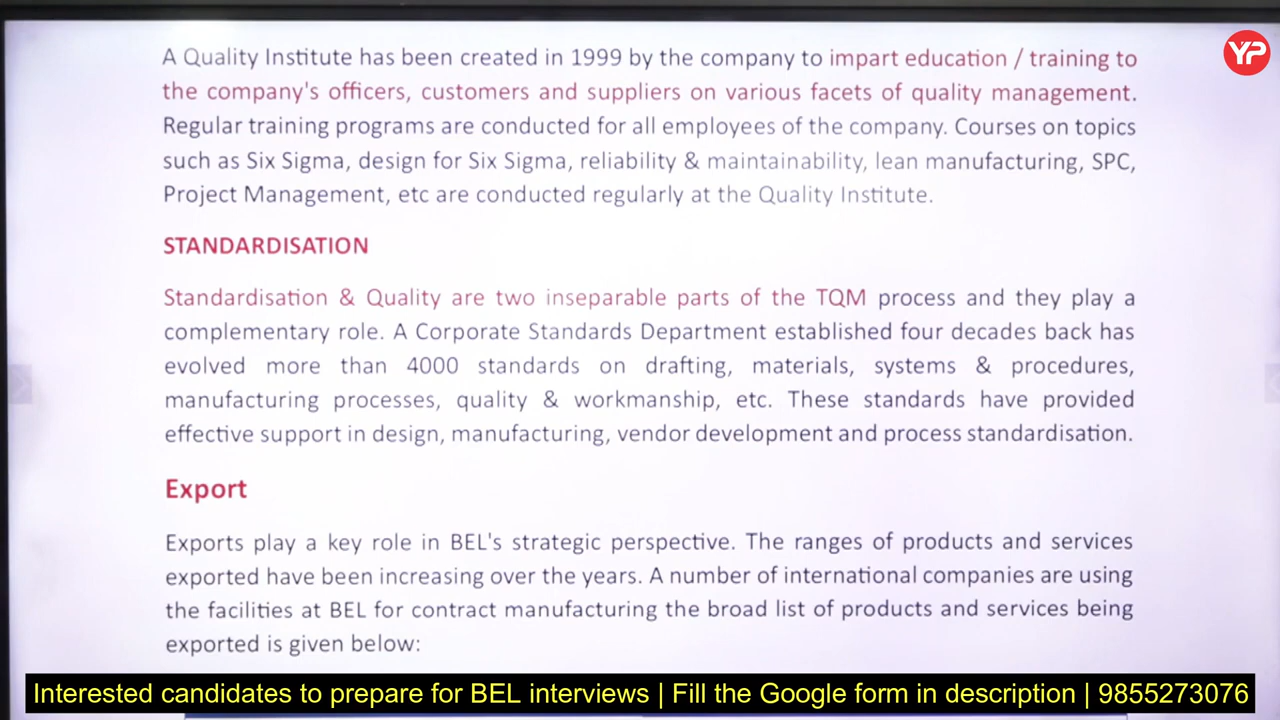 YP
A Quality Institute has been created in 1999 by the company to impart education / training to
the company's officers, customers and suppliers on various facets of quality management.
Regular training programs are conducted for all employees of the company. Courses on topics
such as Six Sigma, design for Six Sigma, reliability & maintainability, lean manufacturing, SPC,
Project Management, etc are conducted regularly at the Quality Institute.
STANDARDISATION
Standardisation & Quality are two inseparable parts of the TQM process and they play a
complementary role. A Corporate Standards Department established four decades back has
evolved more than 4000 standards on drafting, materials, systems & procedures,
manufacturing processes, quality & workmanship, etc. These standards have provided
effective support in design, manufacturing, vendor development and process standardisation.
Export
Exports play a key role in BEL's strategic perspective. The ranges of products and services
exported have been increasing over the years. A number of international companies are using
the facilities at BEL for contract manufacturing the broad list of products and services being
exported is given below:
Interested candidates to prepare for BEL interviews | Fill the Google form in description | 9855273076